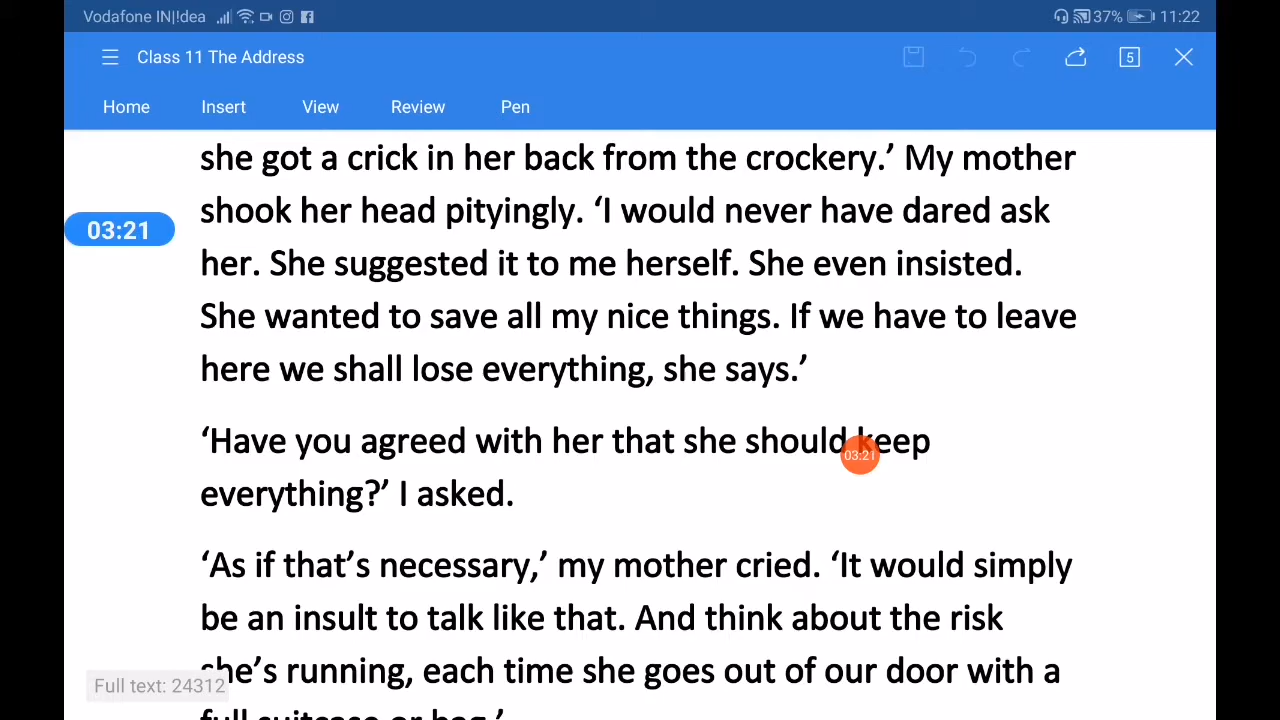 Vodafone IN|!dea 37% 11:22
Class 11 The Address 5
Home Insert View Review Pen
she got a crick in her back from the crockery.’ My mother
03:21
shook her head pityingly. ‘I would never have dared ask
her. She suggested it to me herself. She even insisted.
She wanted to save all my nice things. If we have to leave
here we shall lose everything, she says.’
‘Have you agreed with her that she should keep
03:21
everything?’ I asked.
‘As if that’s necessary,’ my mother cried. ‘It would simply
be an insult to talk like that. And think about the risk
she’s running, each time she goes out of our door with a
Full text: 24312
full suitcase or bag.’